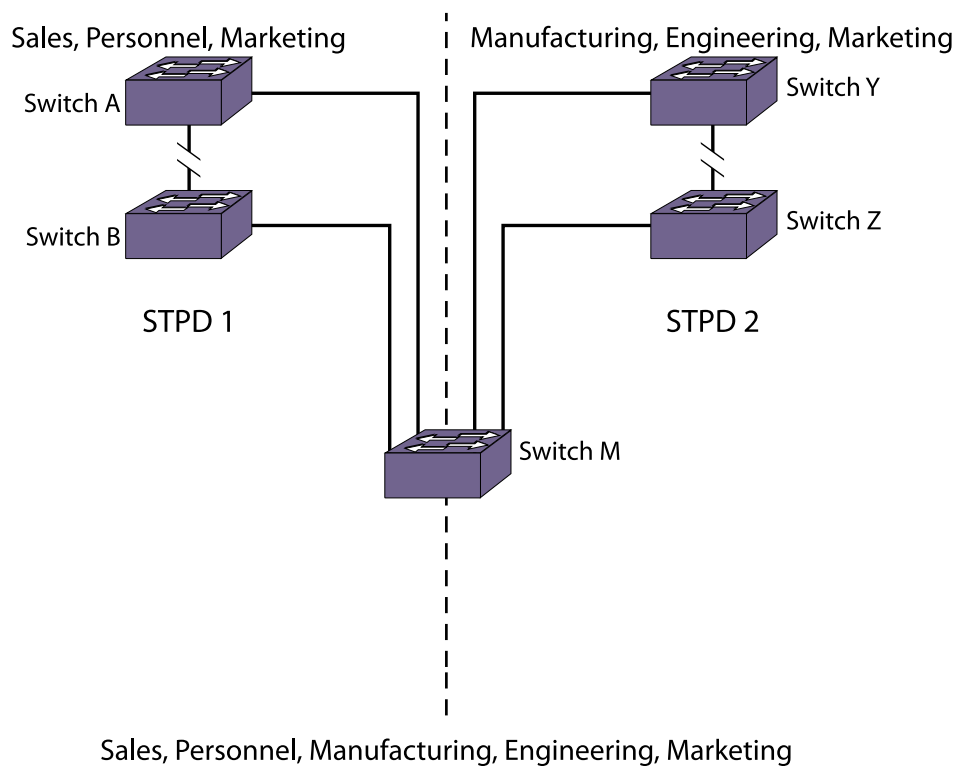 Sales, Personnel, Marketing
Manufacturing, Engineering, Marketing
Switch A
Switch Y
Switch B
Switch Z
STPD 1
STPD 2
Switch M
Sales, Personnel, Manufacturing, Engineering, Marketing